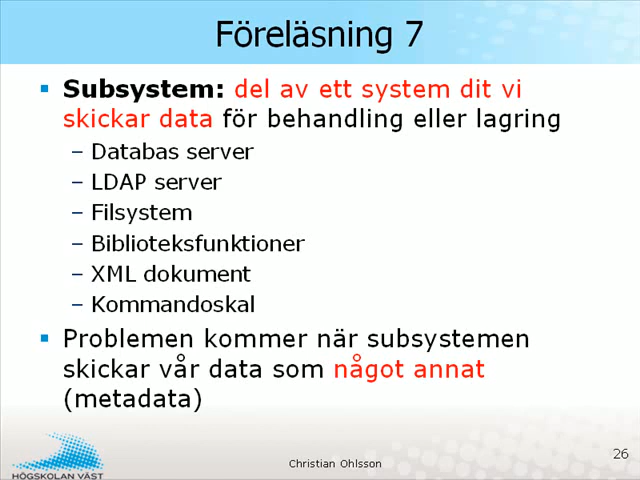 Föreläsning 7
Subsystem: del av ett system dit vi
skickar data för behandling eller lagring
– Databas server
– LDAP server
– Filsystem
– Biblioteksfunktioner
– XML dokument
– Kommandoskal
Problemen kommer när subsystemen
skickar vår data som något annat
(metadata)
26
Christian Ohlsson
HÖGSKOLAN VÄST